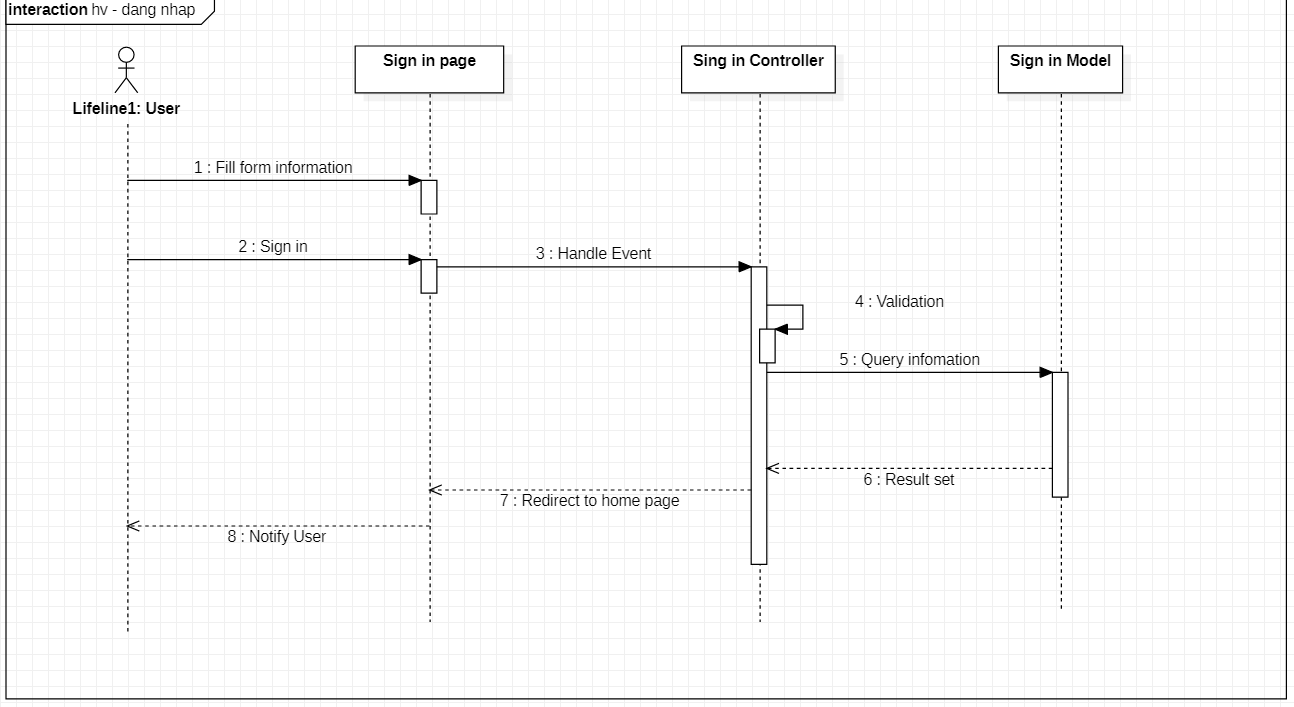 interaction hv - dang nhap
Lifeline1: User
Sign in page
Sing in Controller
Sign in Model
1 : Fill form information
2 : Sign in
3 : Handle Event
4 : Validation
5 : Query infomation
6 : Result set
7 : Redirect to home page
8 : Notify User